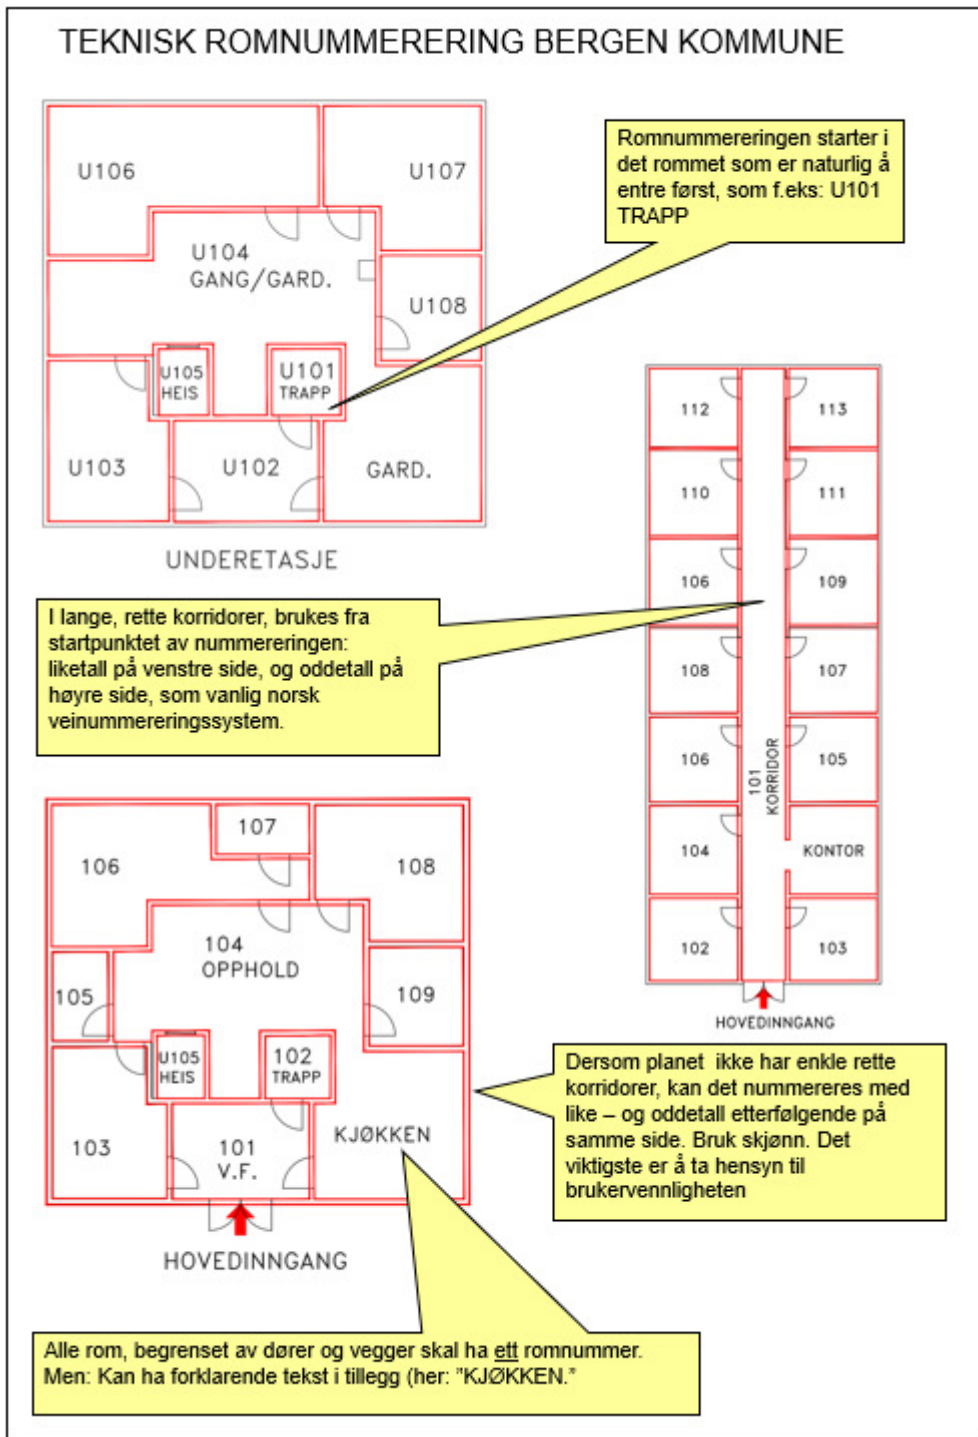 TEKNISK ROMNUMMERERING BERGEN KOMMUNE
U106
U107
Romnummereringen starter i
det rommet som er naturlig å
entre først, som f.eks: U101
TRAPP
U104
GANG/GARD.
U108
U105
HEIS
U101
TRAPP
U103
U102
GARD.
UNDERETASJE
112
113
110
111
106
109
108
107
106
105
101
KORRIDOR
104
KONTOR
102
103
HOVEDINNGANG
I lange, rette korridorer, brukes fra
startpunktet av nummereringen:
liketall på venstre side, og oddetall på
høyre side, som vanlig norsk
veinummereringssystem.
107
106
108
104
OPPHOLD
105
109
U105
HEIS
102
TRAPP
103
101
V.F.
KJØKKEN
HOVEDINNGANG
Dersom planet ikke har enkle rette
korridorer, kan det nummereres med
like – og oddetall etterfølgende på
samme side. Bruk skjønn. Det
viktigste er å ta hensyn til
brukervennligheten
Alle rom, begrenset av dører og vegger skal ha ett romnummer.
Men: Kan ha forklarende tekst i tillegg (her: "KJØKKEN."